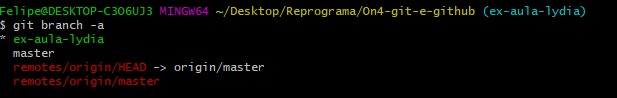 Felipe@DESKTOP-C3O6UJ3 MINGW64 ~/Desktop/Reprograma/On4-git-e-github (ex-aula-lydia)
$ git branch -a
* ex-aula-lydia
master
remotes/origin/HEAD -> origin/master
remotes/origin/master